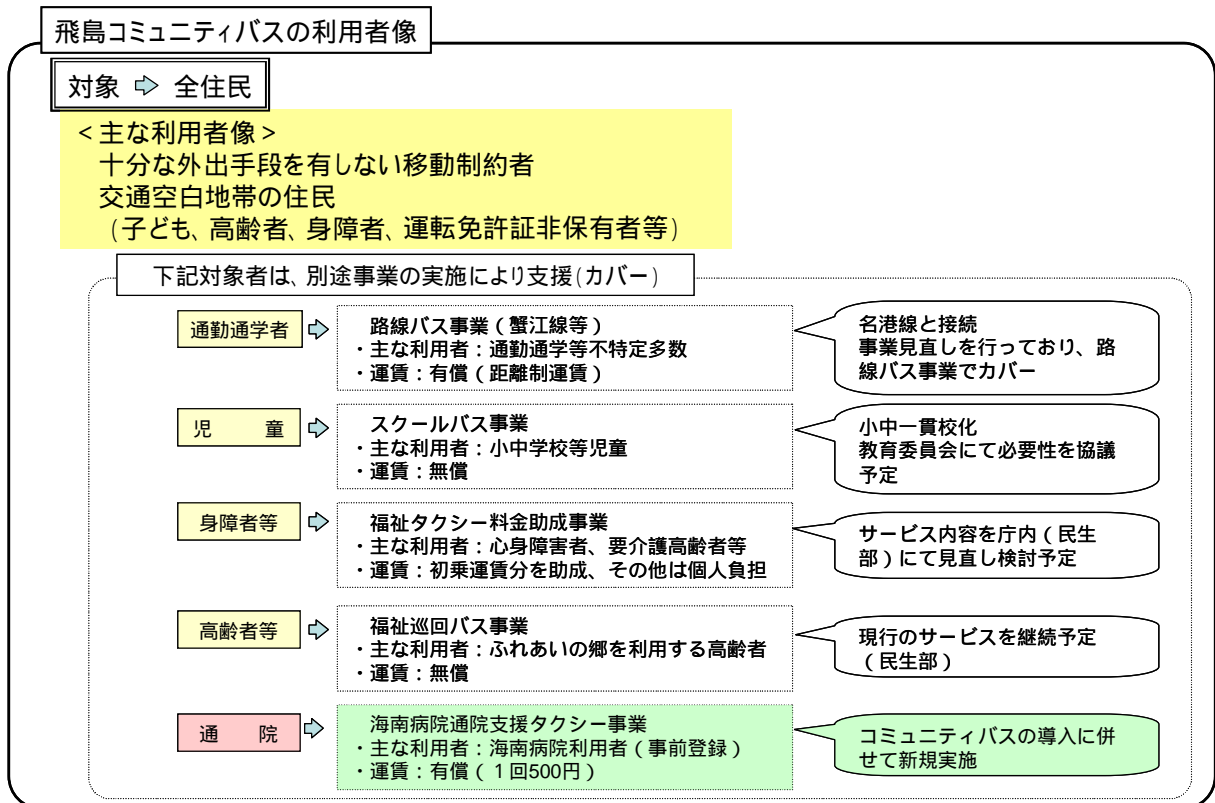 飛島コミュニティバスの利用者像
対象 ⇨ 全住民
<主な利用者像>
十分な外出手段を有しない移動制約者
交通空白地帯の住民
(子ども、高齢者、身障者、運転免許証非保有者等)
下記対象者は、別途事業の実施により支援(カバー)
通勤通学者
路線バス事業(蟹江線等)
・主な利用者:通勤通学等不特定多数
・運賃:有償(距離制運賃)
名港線と接続
事業見直しを行っており、路
線バス事業でカバー
児 童
スクールバス事業
・主な利用者:小中学校等児童
・運賃:無償
小中一貫校化
教育委員会にて必要性を協議
予定
身障者等
福祉タクシー料金助成事業
・主な利用者:心身障害者、要介護高齢者等
・運賃:初乗運賃分を助成、その他は個人負担
サービス内容を庁内(民生
部)にて見直し検討予定
高齢者等
福祉巡回バス事業
・主な利用者:ふれあいの郷を利用する高齢者
・運賃:無償
現行のサービスを継続予定
(民生部)
通 院
海南病院通院支援タクシー事業
・主な利用者:海南病院利用者(事前登録)
・運賃:有償(1回500円)
コミュニティバスの導入に併
せて新規実施